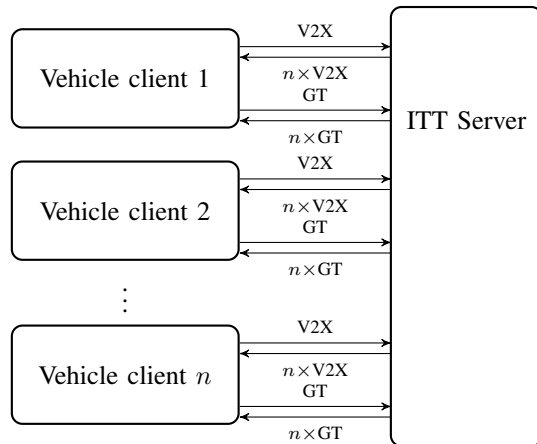 V2X
Vehicle client 1
n×V2X
GT
n×GT
ITT Server
V2X
Vehicle client 2
n×V2X
GT
n×GT
⋮
V2X
Vehicle client n
n×V2X
GT
n×GT